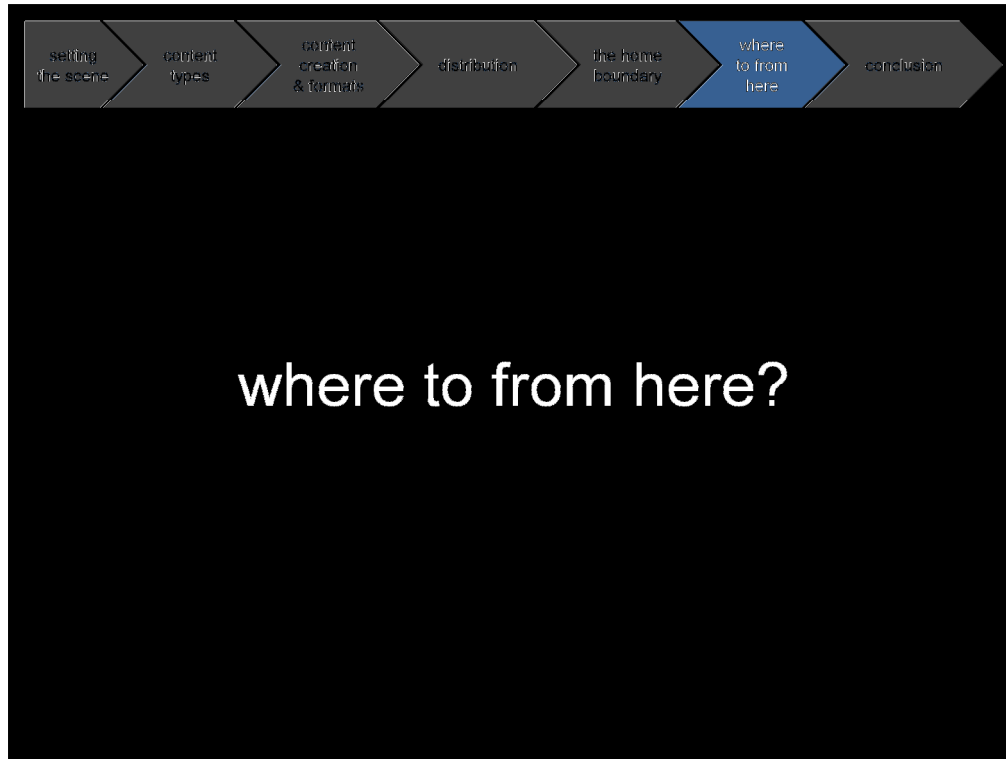 setting
the scene
content
types
content
creation
& formats
distribution
the home
boundary
where
to from
here
conclusion
where to from here?